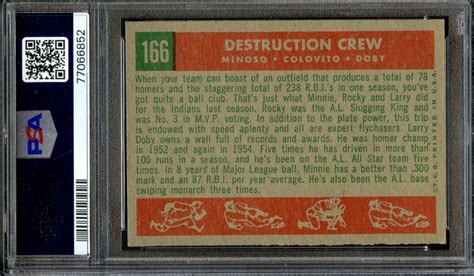 77066852
PSA
166
DESTRUCTION CREW
MINOSO • COLOVITO • DOBY
When your team can boast of an outfield that produces a total of 78
homers and the staggering total of 238 R.B.I.'s in one season, you've
got quite a ball club. That's just what Minnie, Rocky and Larry did
for the Indians last season. Rocky was the A.L. Slugging King and
was No. 3 in M.V.P. voting. In addition to the plate power, this trio
is endowed with speed aplenty and all are expert flychasers. Larry
Doby owns a wall full of records and awards. He was homer champ
in 1952 and again in 1954. Five times he has driven in more than
100 runs in a season, and he's been on the A.L. All Star team five
times. In 8 years of Major League ball, Minnie has been a better .300
mark and an 87 R.B.I. per year average. He's is also the A.L. base
swiping monarch three times.
© T.C.G. PRINTED IN U.S.A.